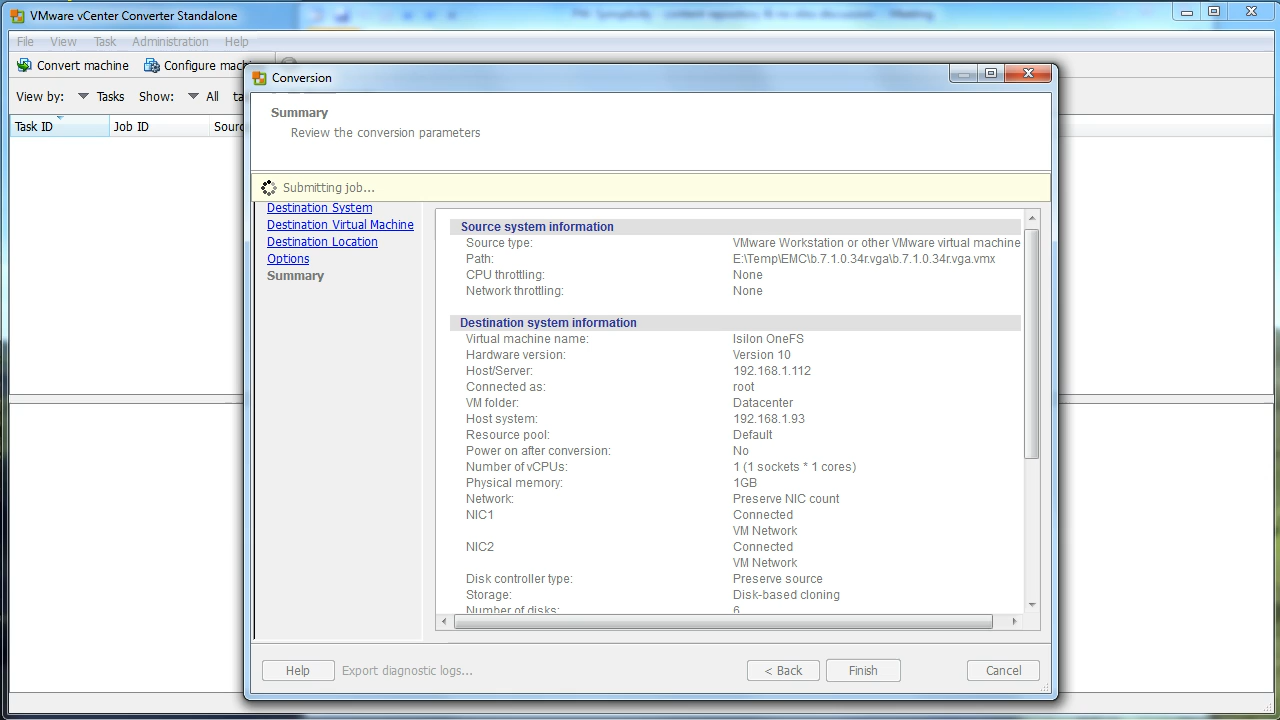 VMware vCenter Converter Standalone
File View Task Administration Help
Convert machine Configure
View by: Tasks Show: All
Task ID Job ID
Conversion
Summary
Review the conversion parameters
Submitting job...
Destination System
Destination Virtual Machine
Destination Location
Options
Summary
Source system information
Source type: VMware Workstation or other VMware virtual machine
Path: E:\Temp\EMC\b.7.1.0.34r.vga\b.7.1.0.34r.vga.vmx
CPU throttling: None
Network throttling: None
Destination system information
Virtual machine name: Isilon OneFS
Hardware version: Version 10
Host/Server: 192.168.1.112
Connected as: root
VM folder: Datacenter
Host system: 192.168.1.93
Resource pool: Default
Power on after conversion: No
Number of vCPUs: 1 (1 sockets * 1 cores)
Physical memory: 1GB
Network: Preserve NIC count
NIC1 Connected
VM Network
NIC2 Connected
VM Network
Disk controller type: Preserve source
Storage: Disk-based cloning
Number of disks: 6
Help Export diagnostic logs... < Back Finish Cancel